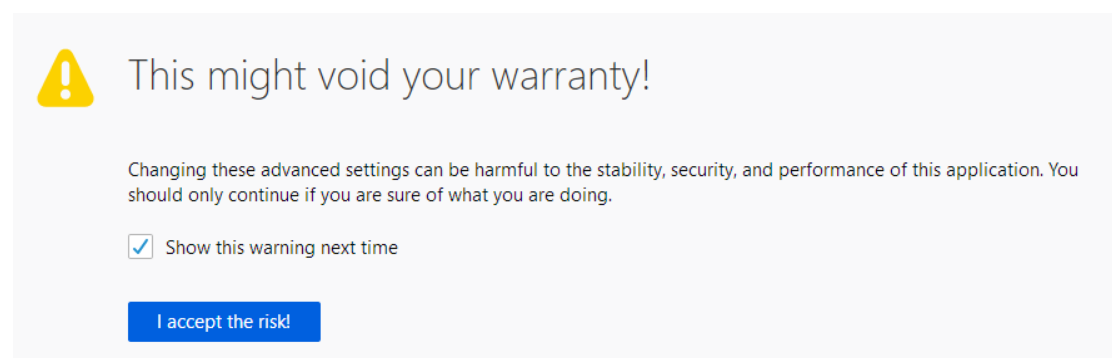 This might void your warranty!
Changing these advanced settings can be harmful to the stability, security, and performance of this application. You
should only continue if you are sure of what you are doing.
Show this warning next time
I accept the risk!